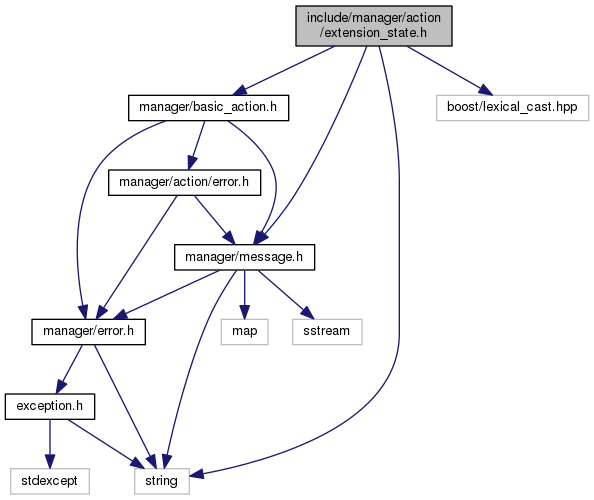 include/manager/action
/extension_state.h
manager/basic_action.h
boost/lexical_cast.hpp
manager/action/error.h
manager/message.h
manager/error.h
map
sstream
exception.h
stdexcept
string